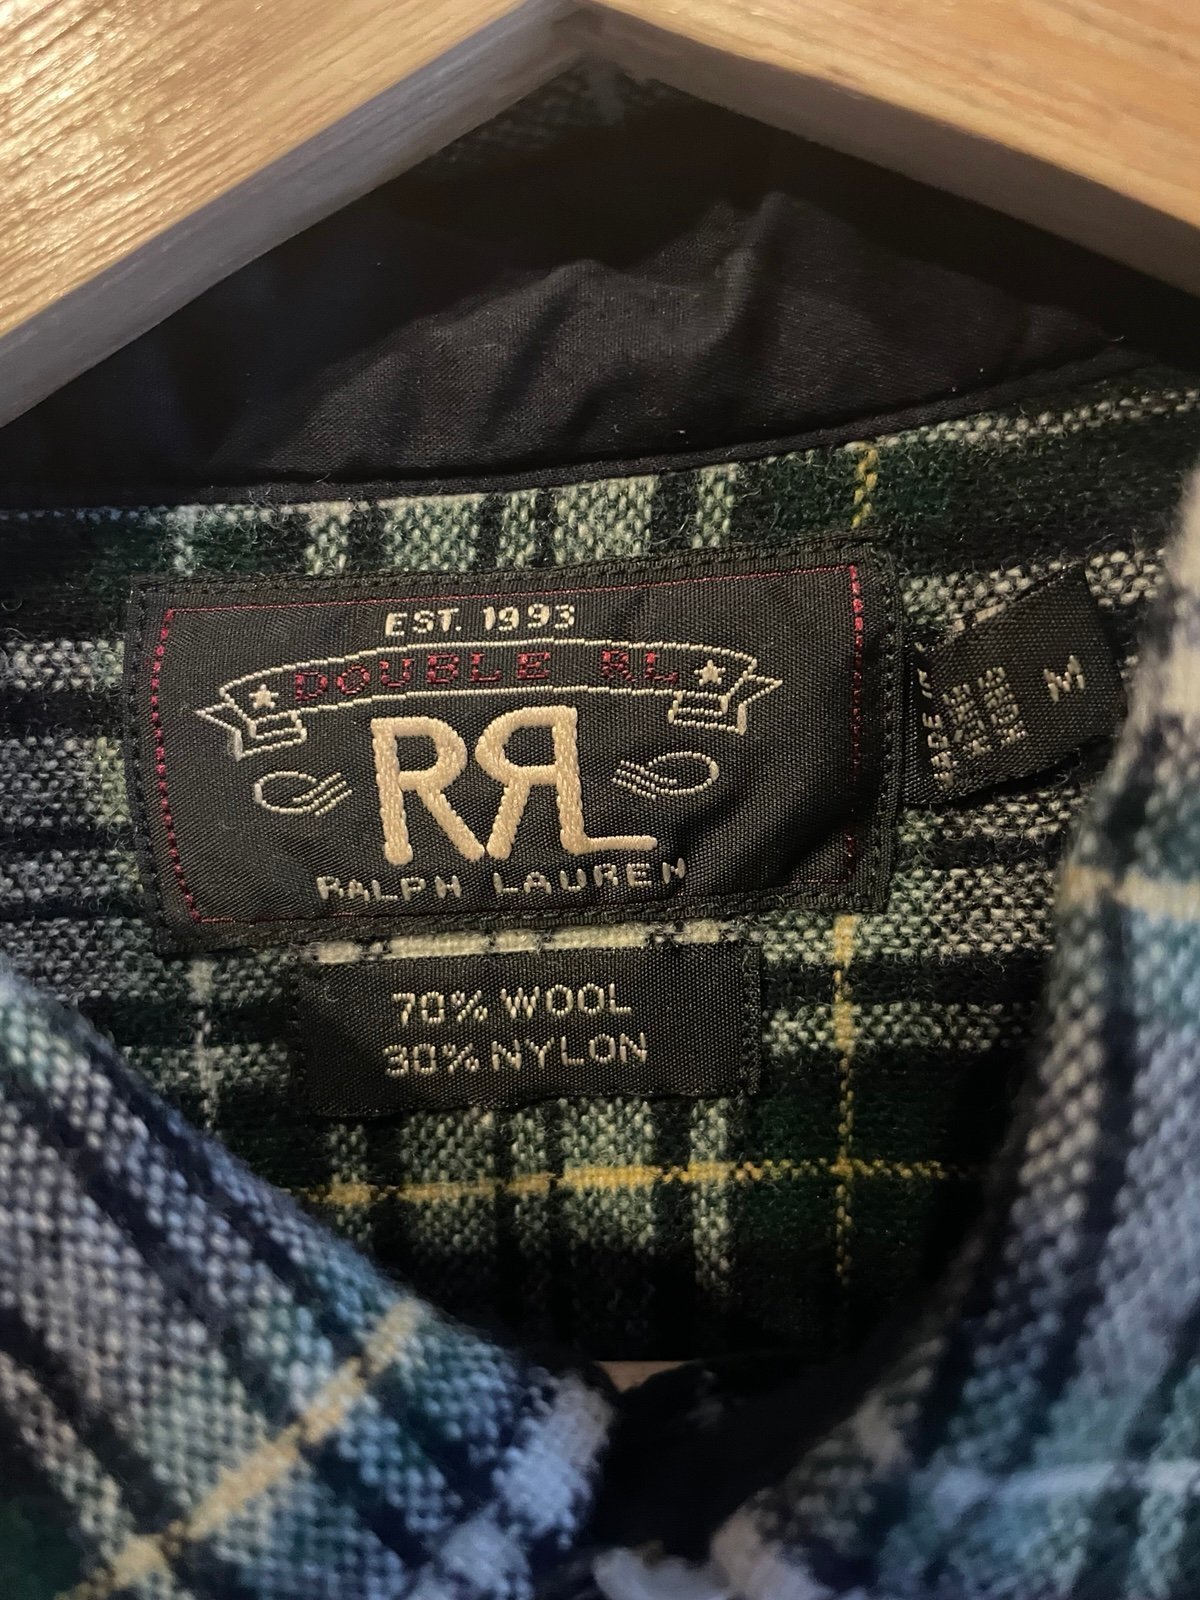 EST. 1993
DOUBLE RL
RRL
RALPH LAUREN
M
70% WOOL
30% NYLON